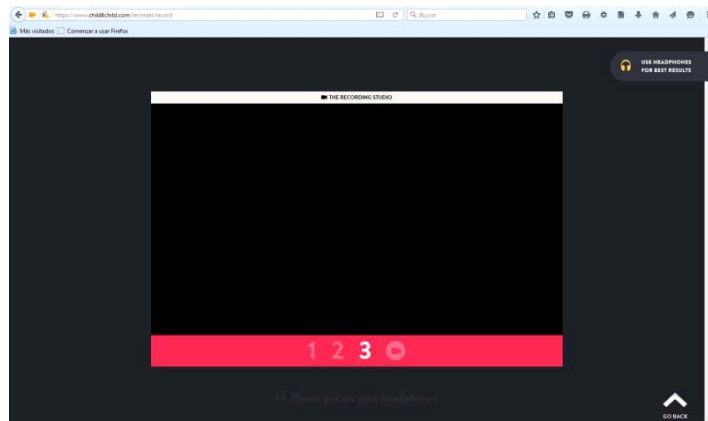 https://www.childlichild.com/recorder/record
Buscar
Más visitados Comenzar a usar Firefox
USE HEADPHONES
FOR BEST RESULTS
THE RECORDING STUDIO
1 2 3
Please put on your headphones
GO BACK